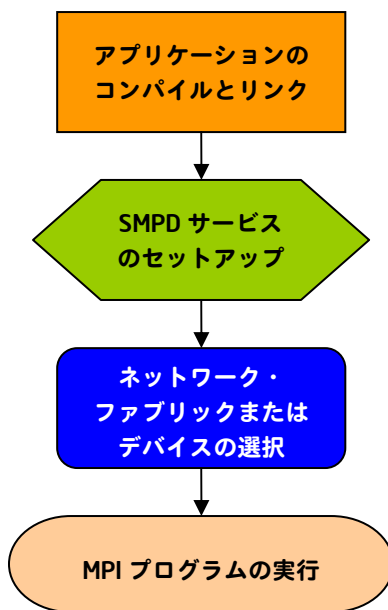 アプリケーションの
コンパイルとリンク
SMPD サービス
のセットアップ
ネットワーク・
ファブリックまたは
デバイスの選択
MPI プログラムの実行